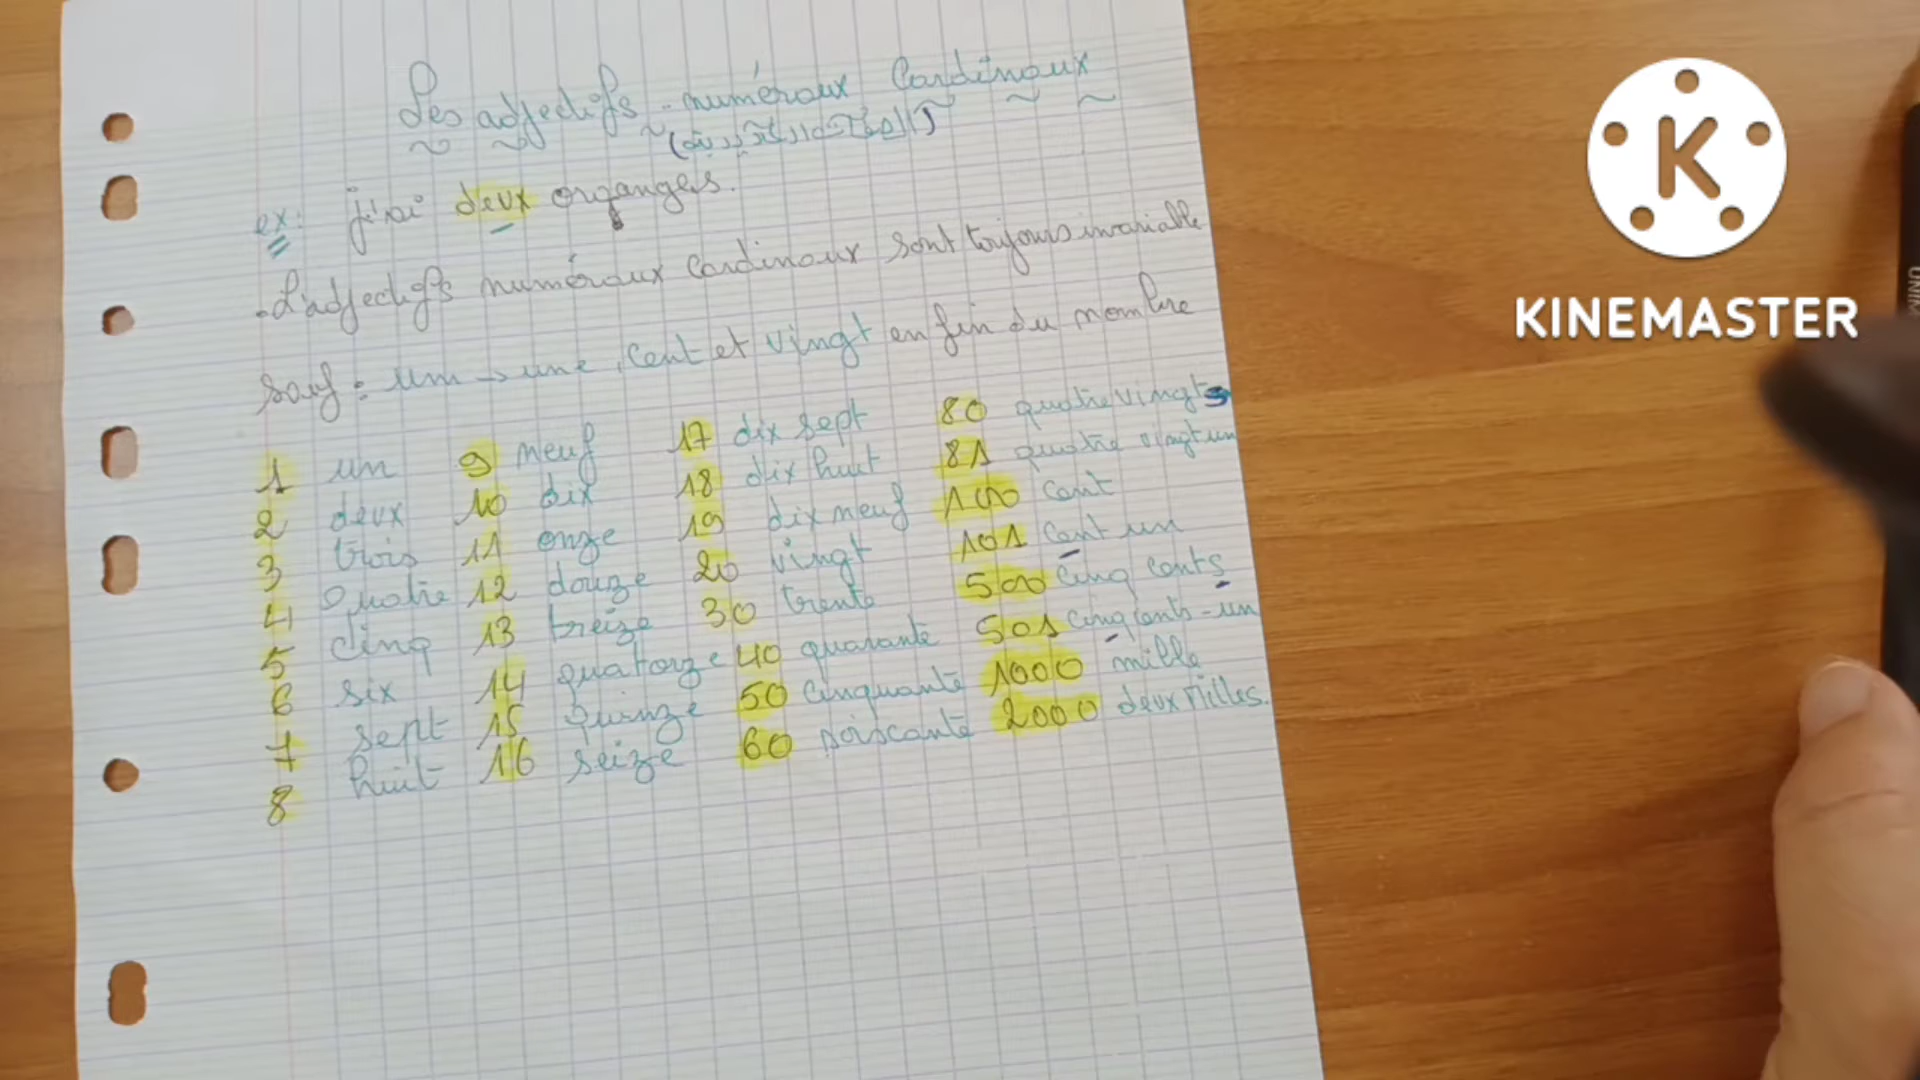 Les adjectifs numéraux Cardinaux
ex: j'ai deux organges.
. L'adjectifs numéraux cardinaux sont toujours invariable
sauf : um → une, Cent et vingt en fin du nombre
1 un 9 neuf 17 dix sept 80 quatre vingts
2 deux 10 dix 18 dix huit 81 quatre vingt un
3 trois 11 onze 19 dix neuf 100 cent
4 Quatre 12 douze 20 vingt 101 cent un
5 cinq 13 treize 30 trente 500 cinq cents
6 six 14 quatorze 40 quarante 501 cinq cents-un
7 sept 15 quinze 50 cinquante 1000 mille
8 huit 16 seize 60 soiscante 2000 deux milles.
KINEMASTER